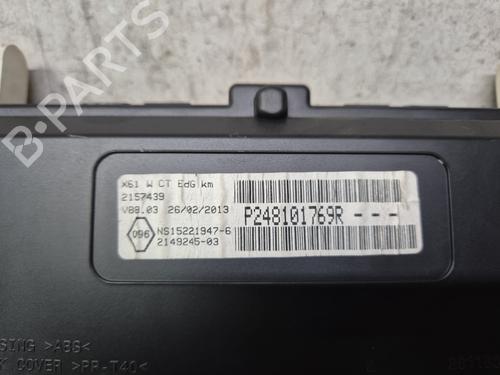 B-PARTS
X61 W CT EdG km
2157439
V88.03 26/02/2013
P248101769R - - -
096
NS15221947-6
2149245-03
SING >ABS<
K COVER >PP-T40<